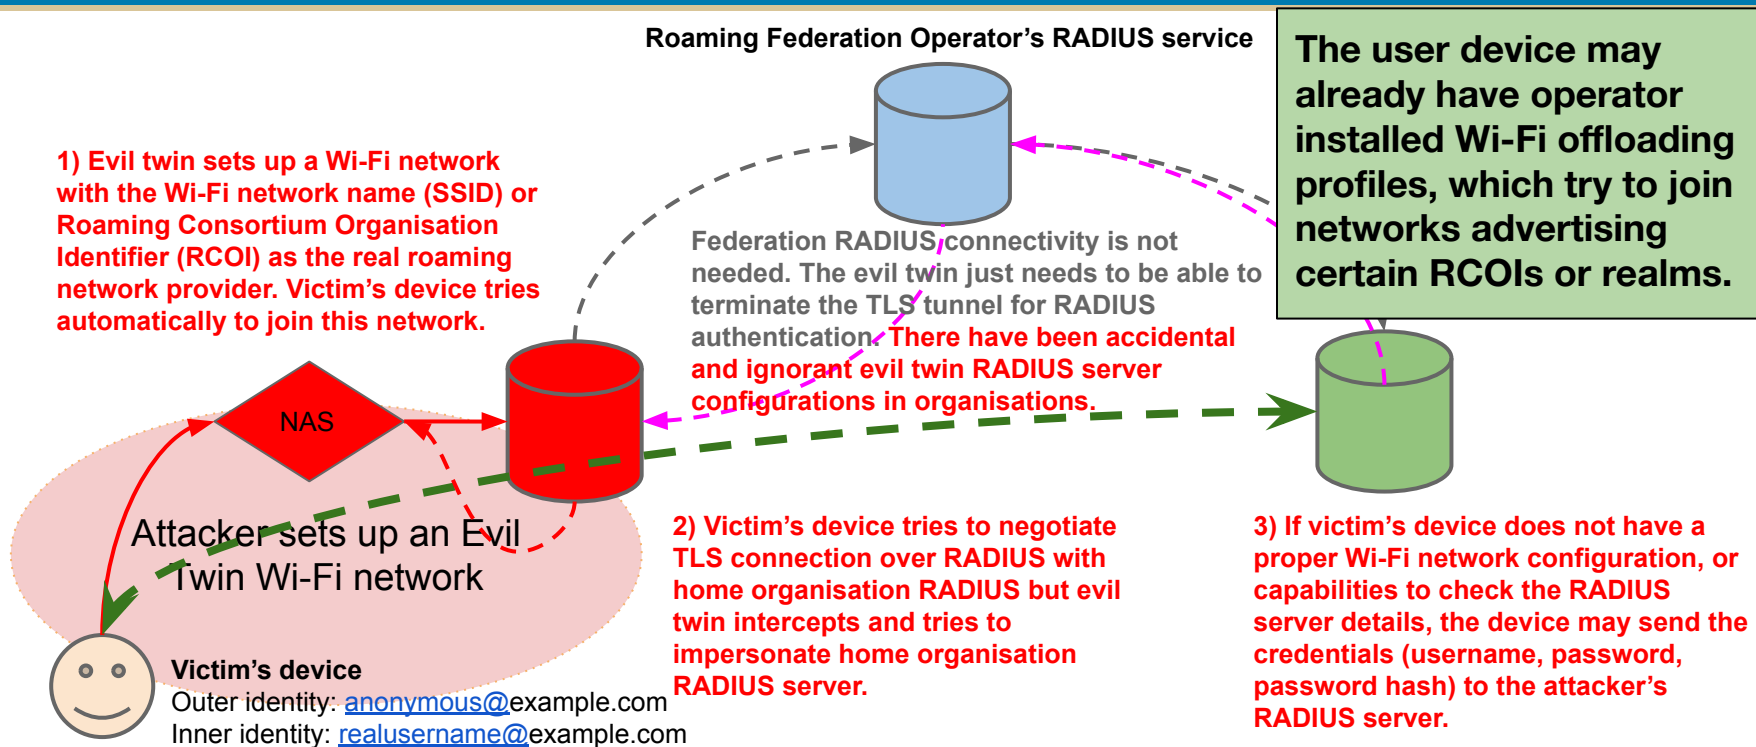 Roaming Federation Operator's RADIUS service
The user device may
already have operator
installed Wi-Fi offloading
profiles, which try to join
networks advertising
certain RCOIs or realms.
1) Evil twin sets up a Wi-Fi network
with the Wi-Fi network name (SSID) or
Roaming Consortium Organisation
Identifier (RCOI) as the real roaming
network provider. Victim's device tries
automatically to join this network.
Federation RADIUS connectivity is not
needed. The evil twin just needs to be able to
terminate the TLS tunnel for RADIUS
authentication. There have been accidental
and ignorant evil twin RADIUS server
configurations in organisations.
NAS
Attacker sets up an Evil
Twin Wi-Fi network
2) Victim's device tries to negotiate
TLS connection over RADIUS with
home organisation RADIUS but evil
twin intercepts and tries to
impersonate home organisation
RADIUS server.
3) If victim's device does not have a
proper Wi-Fi network configuration, or
capabilities to check the RADIUS
server details, the device may send the
credentials (username, password,
password hash) to the attacker's
RADIUS server.
Victim's device
Outer identity: anonymous@example.com
Inner identity: realusername@example.com